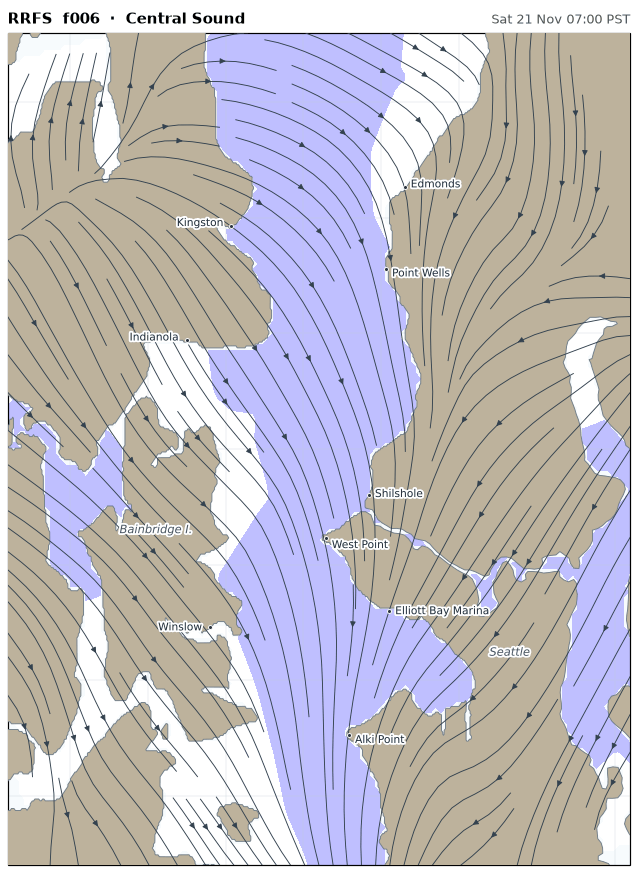 RRFS f006 · Central Sound
Sat 21 Nov 07:00 PST
Edmonds
Kingston
Point Wells
Indianola
Shilshole
Bainbridge I.
West Point
Elliott Bay Marina
Winslow
Seattle
Alki Point